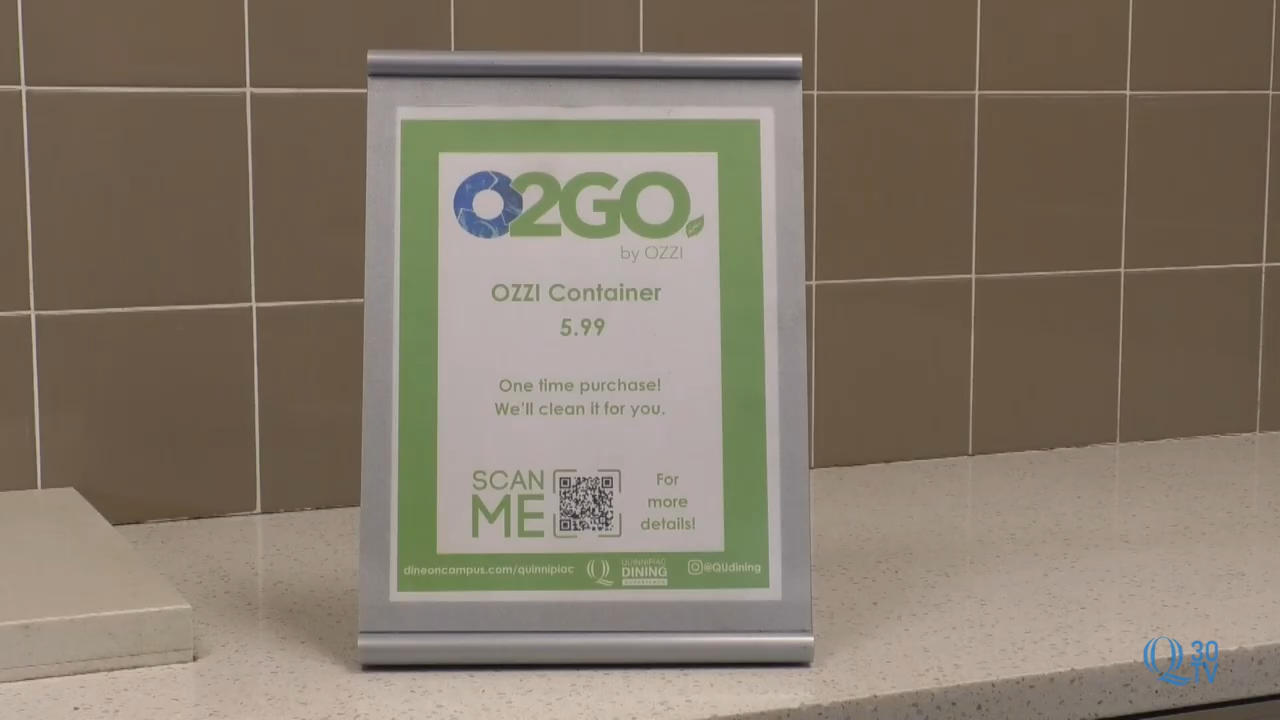 O2GO
by OZZI
OZZI Container
5.99
One time purchase!
We'll clean it for you.
SCAN
ME
For
more
details!
dineoncampus.com/quinnipiac
QUINNIPIAC
DINING
EXPERIENCE
@QUdining
Q30
TV